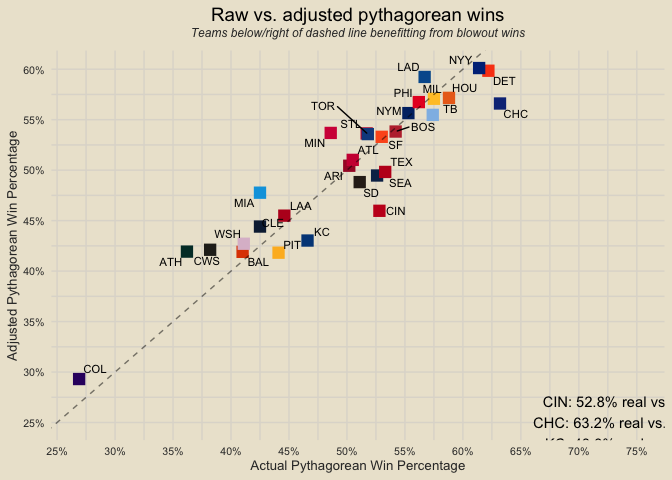 Raw vs. adjusted pythagorean wins
Teams below/right of dashed line benefitting from blowout wins
Adjusted Pythagorean Win Percentage
60%
55%
50%
45%
40%
35%
30%
25%
NYY
LAD
DET
MIL
HOU
PHI
TOR
NYM
TB
CHC
STL
BOS
MIN
SF
ATL
TEX
ARI
SEA
SD
MIA
LAA
CIN
CLE
WSH
KC
PIT
ATH
CWS
BAL
COL
CIN: 52.8% real vs
CHC: 63.2% real vs.
25%
30%
35%
40%
45%
50%
55%
60%
65%
70%
75%
Actual Pythagorean Win Percentage